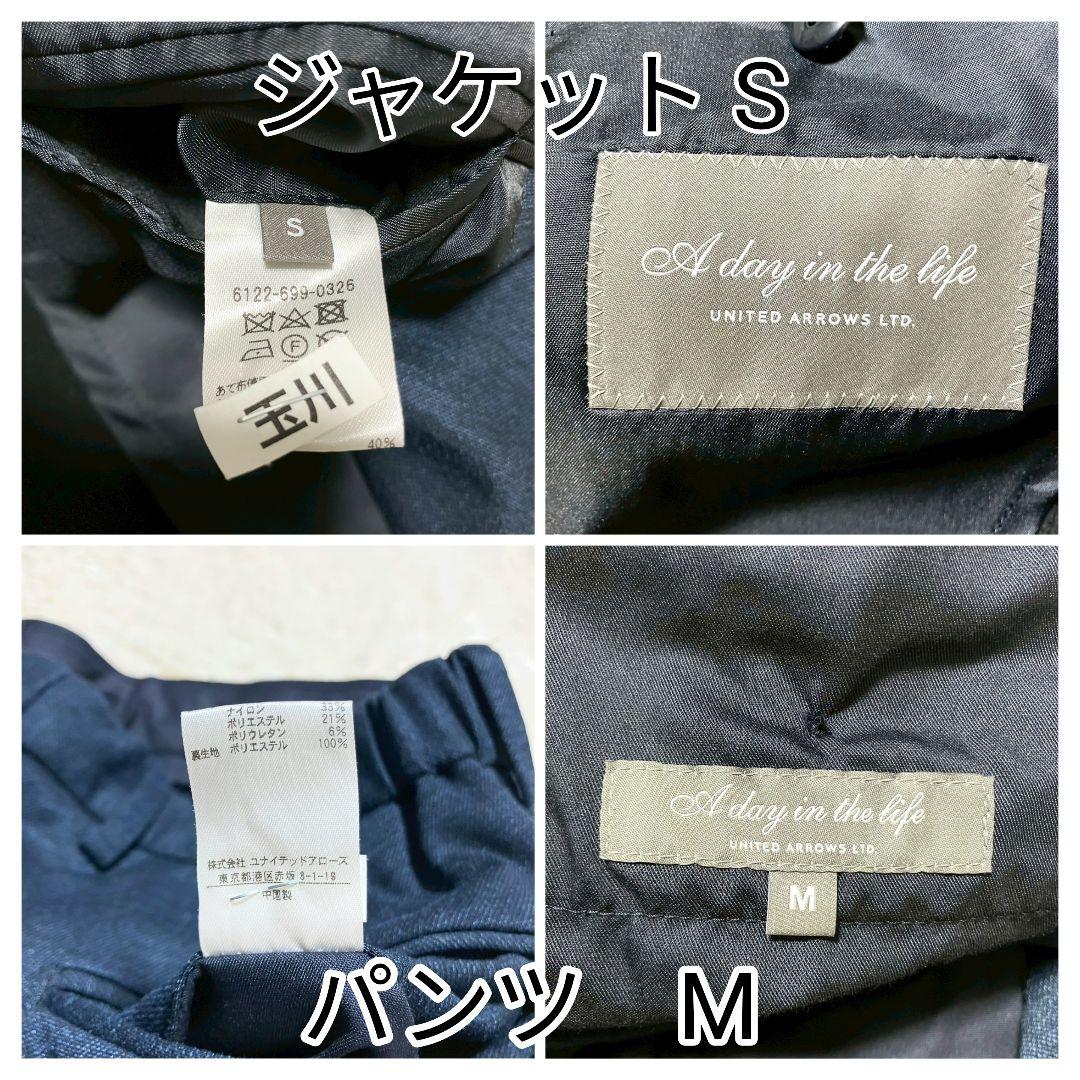 ジャケット S
S
6122-699-0326
玉川
40%
A day in the life
UNITED ARROWS LTD.
ナイロン 33%
ポリエステル 21%
ポリウレタン 6%
裏生地 ポリエステル 100%
株式会社 ユナイテッドアローズ
東京都港区赤坂 8-1-19
中国製
A day in the life
UNITED ARROWS LTD.
M
パンツ M